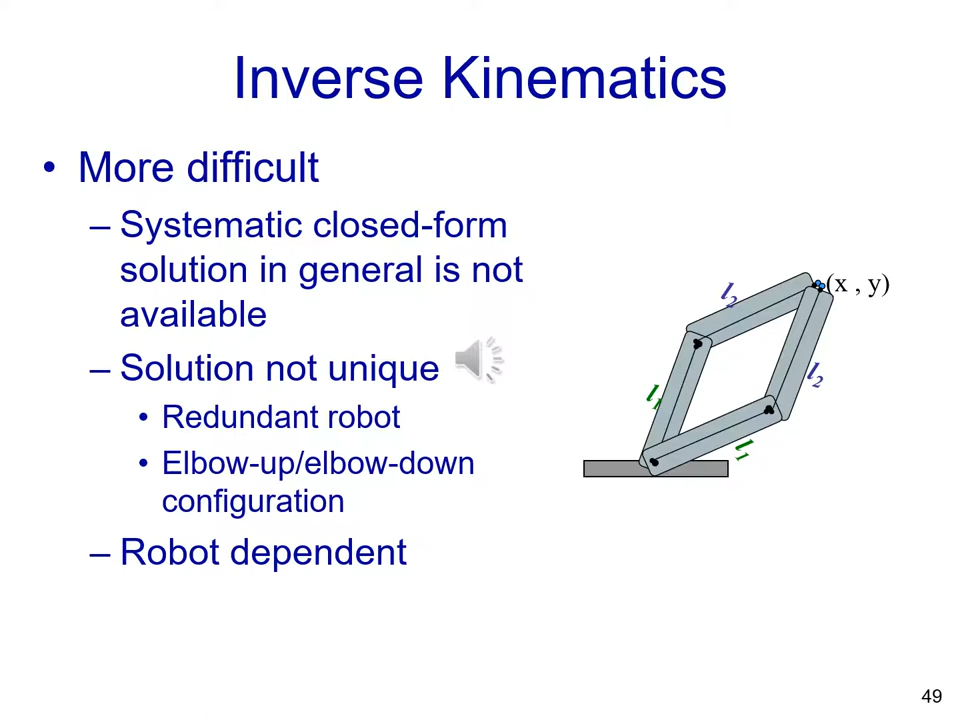 Inverse Kinematics
• More difficult
– Systematic closed-form
solution in general is not
available
– Solution not unique
• Redundant robot
• Elbow-up/elbow-down
configuration
– Robot dependent
l2
(x , y)
l1
l2
l1
49